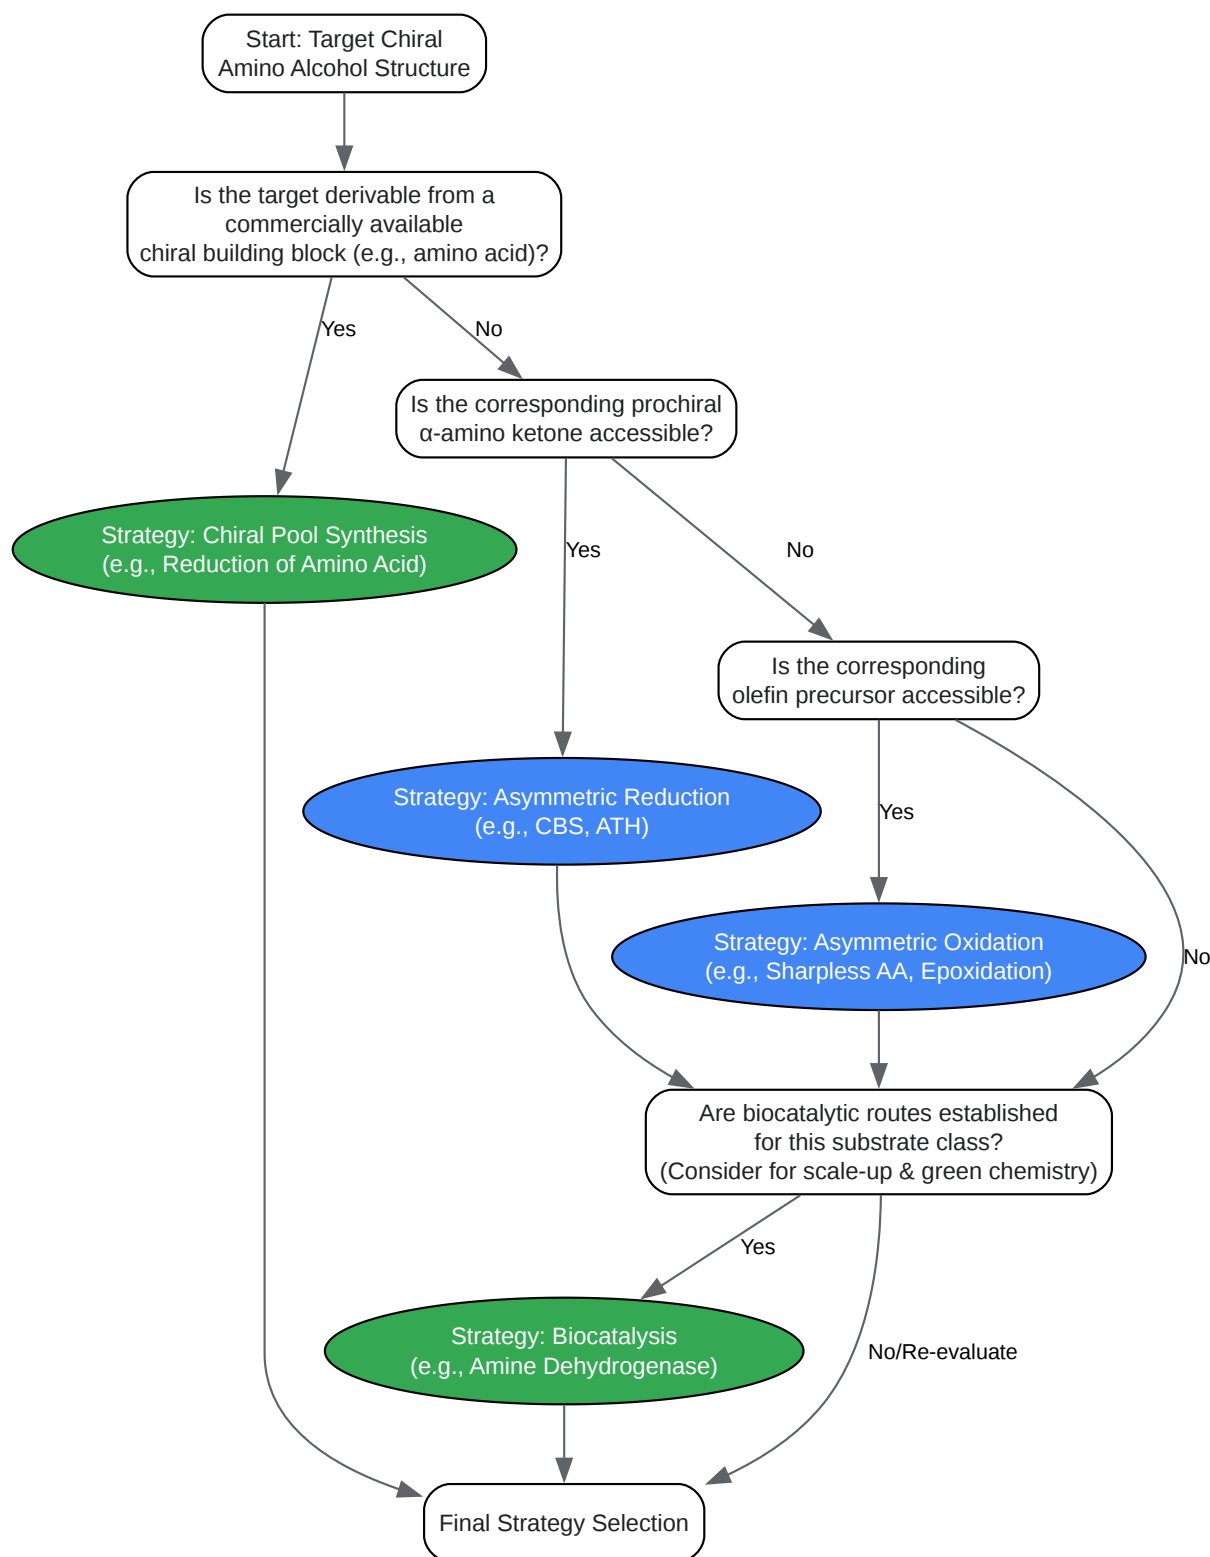 Start: Target Chiral
Amino Alcohol Structure
Is the target derivable from a
commercially available
chiral building block (e.g., amino acid)?
Yes
No
Is the corresponding prochiral
α-amino ketone accessible?
Strategy: Chiral Pool Synthesis
(e.g., Reduction of Amino Acid)
Yes
No
Is the corresponding
olefin precursor accessible?
Strategy: Asymmetric Reduction
(e.g., CBS, ATH)
Yes
Strategy: Asymmetric Oxidation
(e.g., Sharpless AA, Epoxidation)
No
Are biocatalytic routes established
for this substrate class?
(Consider for scale-up & green chemistry)
Yes
Strategy: Biocatalysis
(e.g., Amine Dehydrogenase)
No/Re-evaluate
Final Strategy Selection